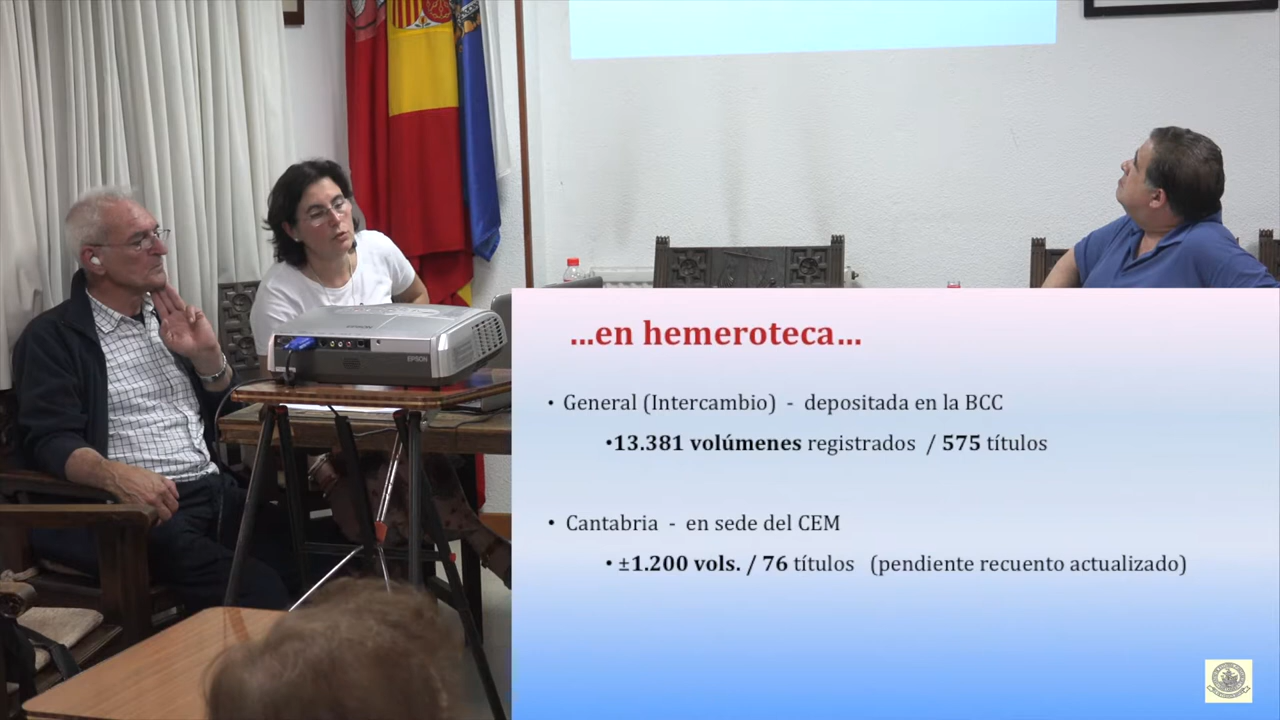 EPSON
...en hemeroteca...
• General (Intercambio) - depositada en la BCC
•13.381 volúmenes registrados / 575 títulos
• Cantabria - en sede del CEM
• ±1.200 vols. / 76 títulos (pendiente recuento actualizado)